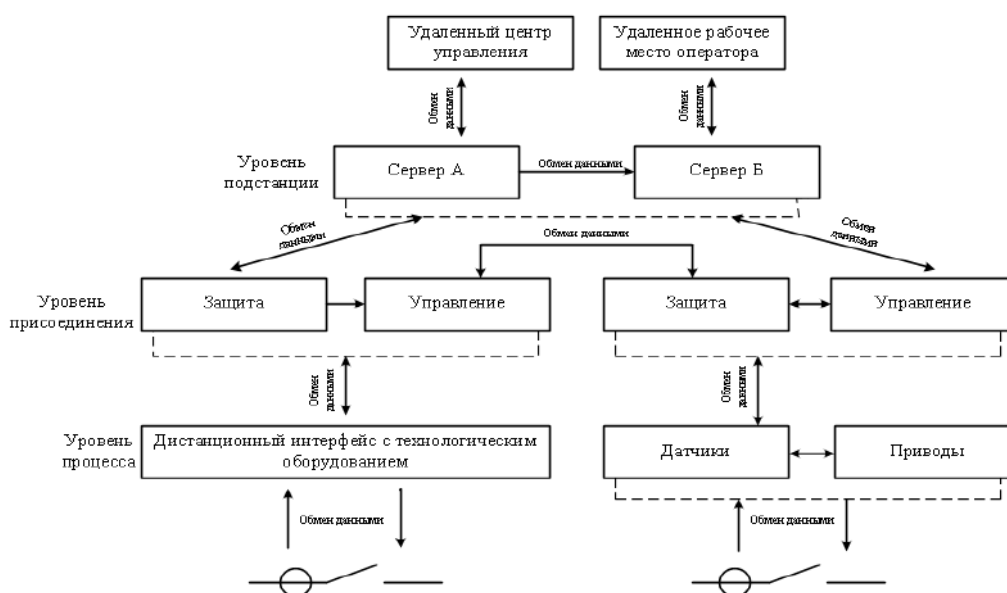 Удаленный центр
управления
Удаленное рабочее
место оператора
Обмен
данными
Обмен
данными
Уровень
подстанции
Сервер А
Обмен данными
Сервер Б
Обмен
данными
Обмен данными
Обмен
данными
Уровень
присоединения
Защита
Управление
Защита
Управление
Обмен
данными
Обмен
данными
Уровень
процесса
Дистанционный интерфейс с технологическим
оборудованием
Датчики
Приводы
Обмен данными
Обмен данными